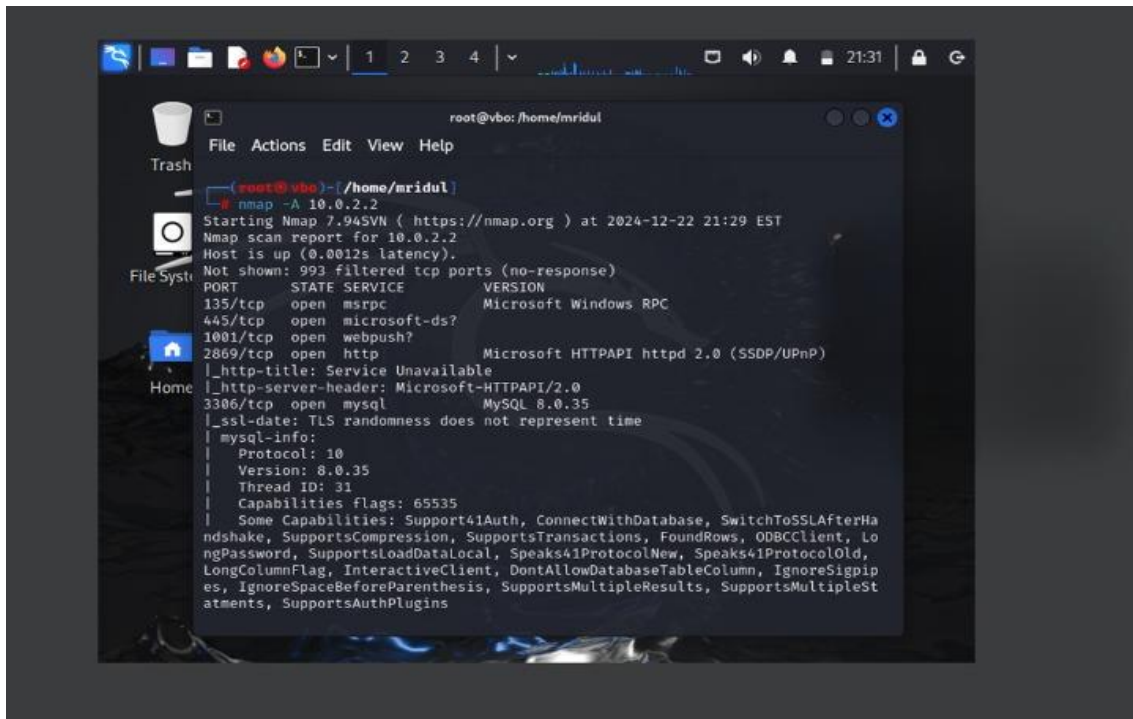 1 2 3 4 21:31
root@vbo: /home/mridul
File Actions Edit View Help
Trash
File Syste
Home
(root㉿vbo)-[/home/mridul]
# nmap -A 10.0.2.2
Starting Nmap 7.94SVN ( https://nmap.org ) at 2024-12-22 21:29 EST
Nmap scan report for 10.0.2.2
Host is up (0.0012s latency).
Not shown: 993 filtered tcp ports (no-response)
PORT STATE SERVICE VERSION
135/tcp open msrpc Microsoft Windows RPC
445/tcp open microsoft-ds?
1001/tcp open webpush?
2869/tcp open http Microsoft HTTPAPI httpd 2.0 (SSDP/UPnP)
|_http-title: Service Unavailable
|_http-server-header: Microsoft-HTTPAPI/2.0
3306/tcp open mysql MySQL 8.0.35
|_ssl-date: TLS randomness does not represent time
| mysql-info:
| Protocol: 10
| Version: 8.0.35
| Thread ID: 31
| Capabilities flags: 65535
| Some Capabilities: Support41Auth, ConnectWithDatabase, SwitchToSSLAfterHa
ndshake, SupportsCompression, SupportsTransactions, FoundRows, ODBCClient, Lo
ngPassword, SupportsLoadDataLocal, Speaks41ProtocolNew, Speaks41ProtocolOld,
LongColumnFlag, InteractiveClient, DontAllowDatabaseTableColumn, IgnoreSigpip
es, IgnoreSpaceBeforeParenthesis, SupportsMultipleResults, SupportsMultipleSt
atments, SupportsAuthPlugins